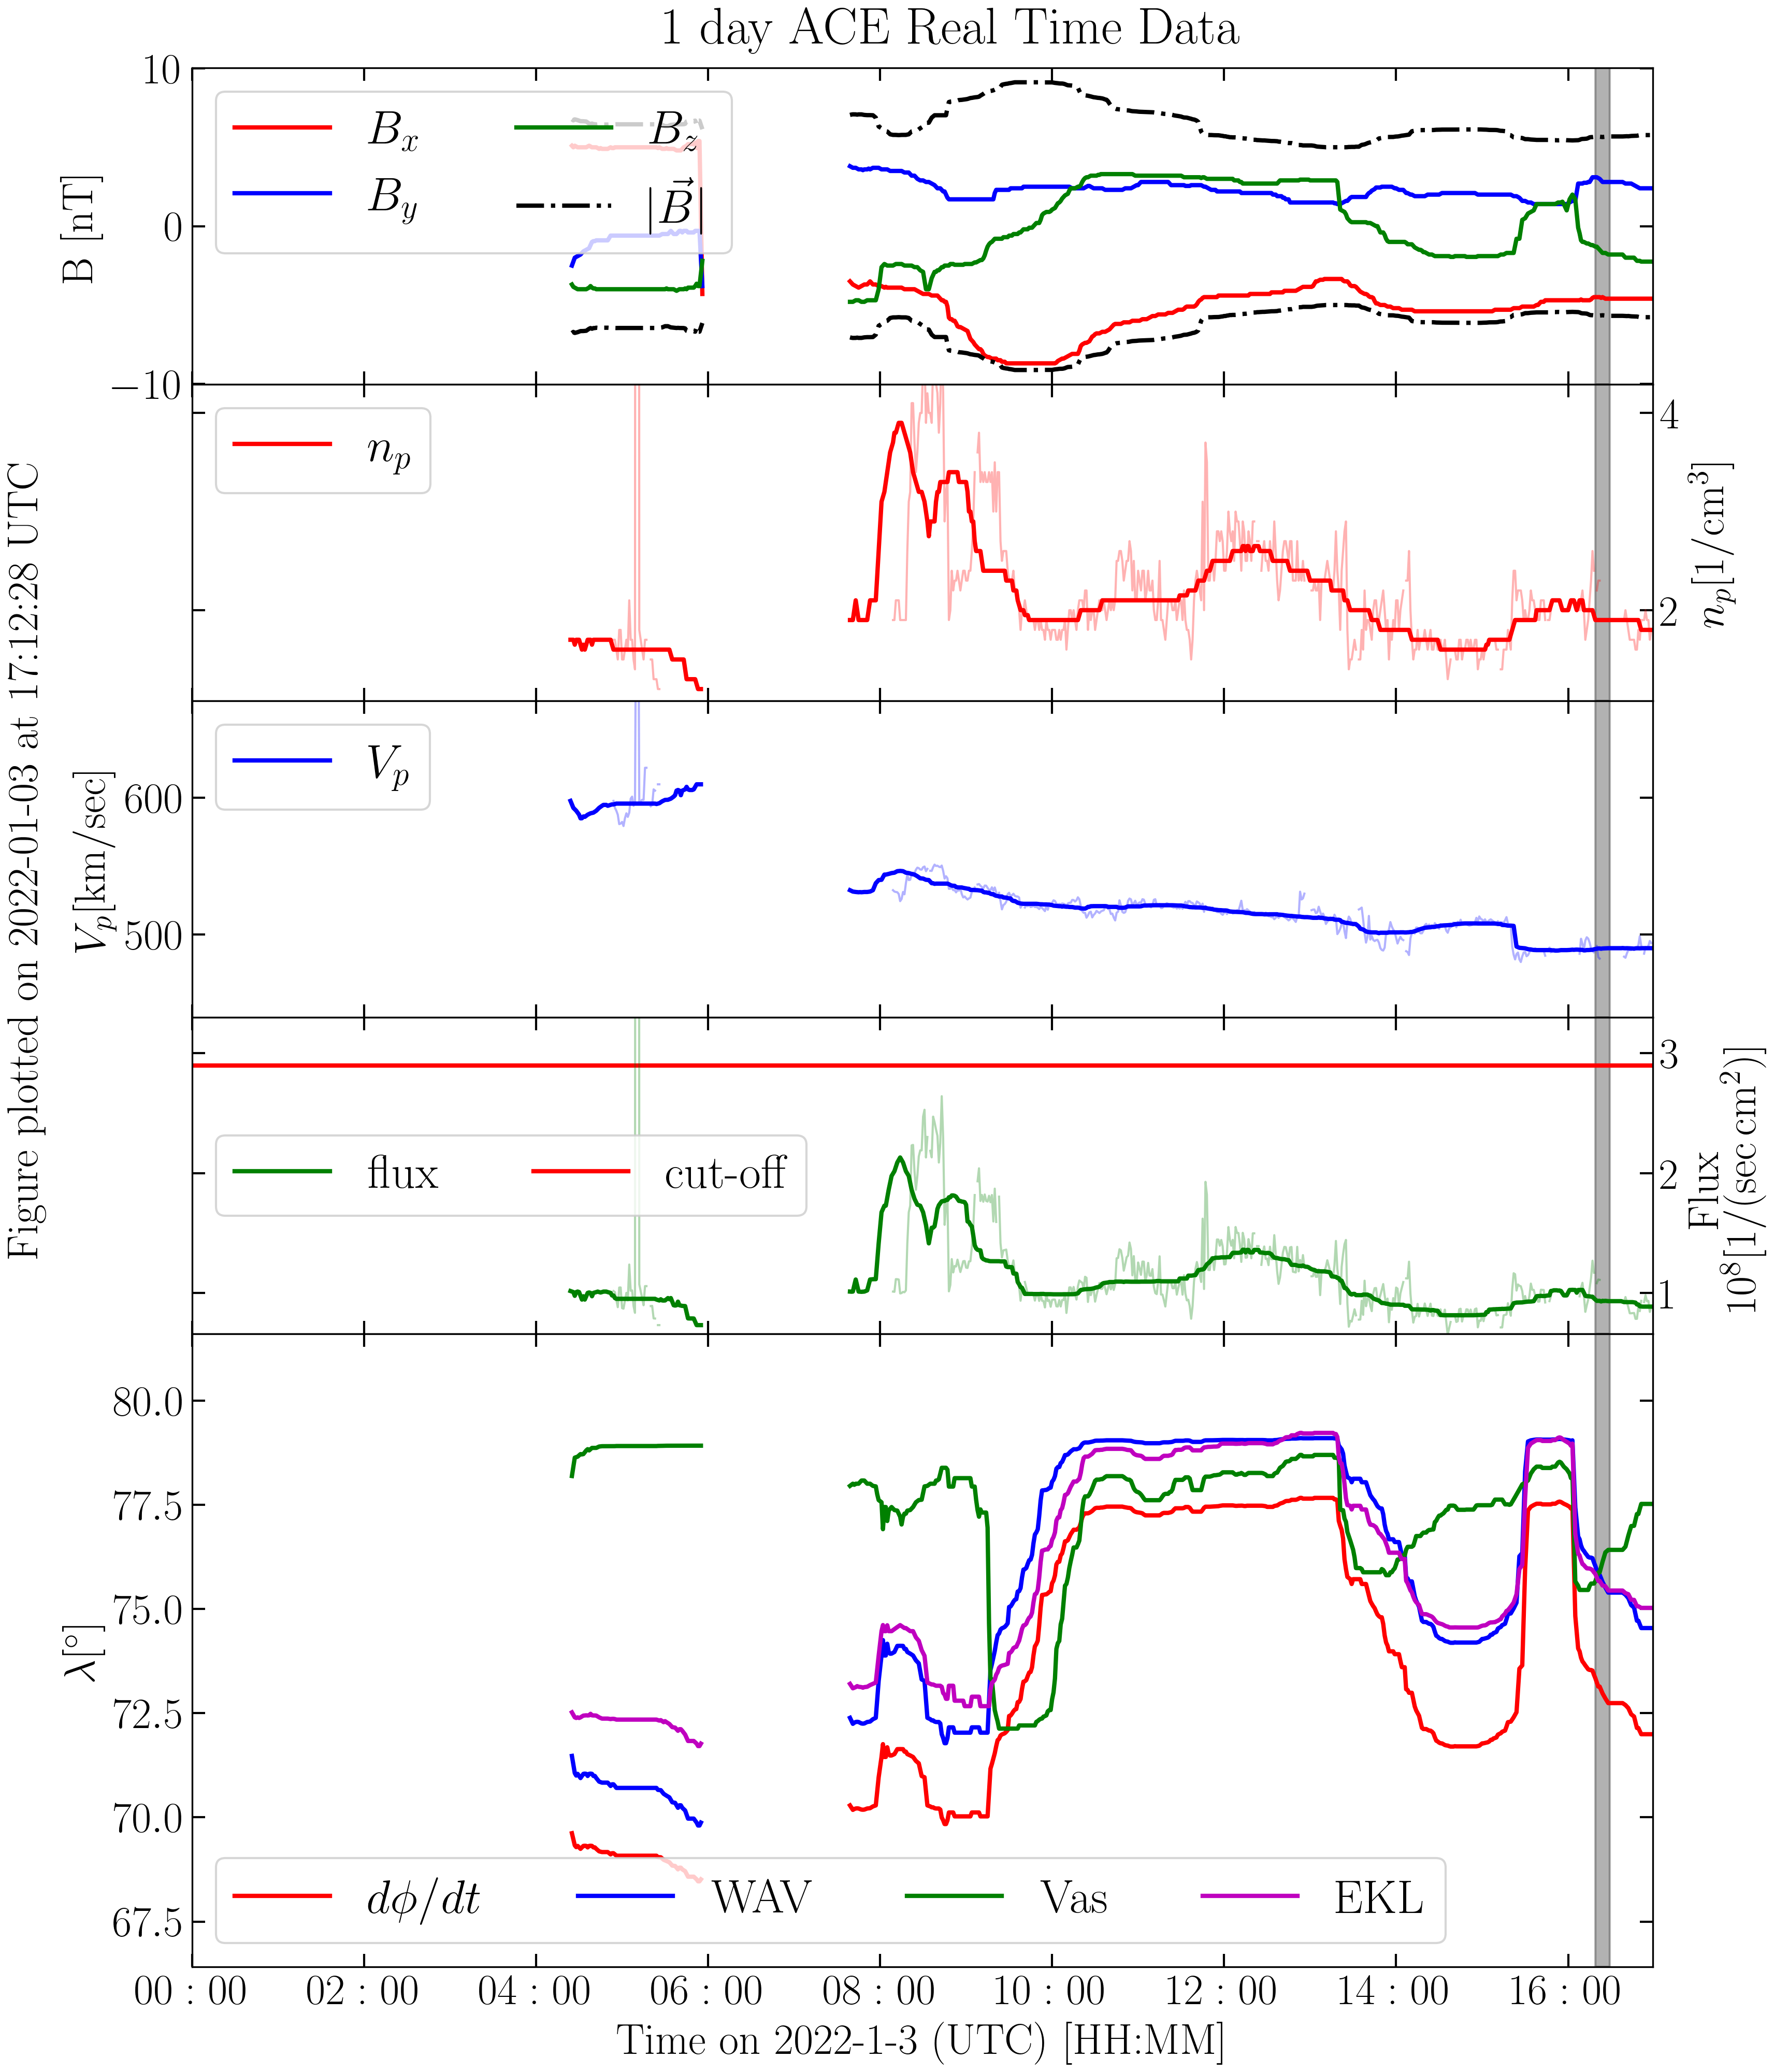 1 day ACE Real Time Data
Figure plotted on 2022-01-03 at 17:12:28 UTC
10
0
−10
B [nT]
B_x
B_z
B_y
|B⃗|
4
2
n_p[1/cm³]
n_p
600
500
V_p[km/sec]
V_p
3
2
1
Flux
10⁸[1/(sec cm²)]
flux
cut-off
80.0
77.5
75.0
72.5
70.0
67.5
λ[°]
dϕ/dt
WAV
Vas
EKL
00 : 00
02 : 00
04 : 00
06 : 00
08 : 00
10 : 00
12 : 00
14 : 00
16 : 00
Time on 2022-1-3 (UTC) [HH:MM]